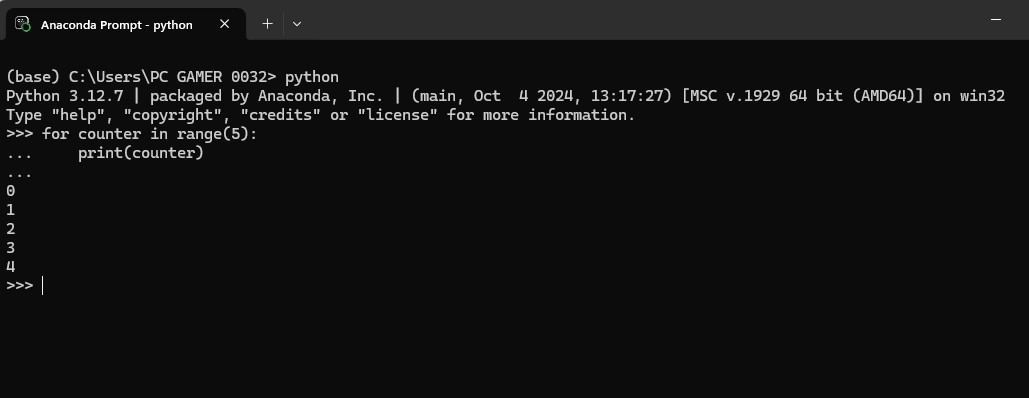 Anaconda Prompt - python
(base) C:\Users\PC GAMER 0032> python
Python 3.12.7 | packaged by Anaconda, Inc. | (main, Oct  4 2024, 13:17:27) [MSC v.1929 64 bit (AMD64)] on win32
Type "help", "copyright", "credits" or "license" for more information.
>>> for counter in range(5):
...     print(counter)
...
0
1
2
3
4
>>>